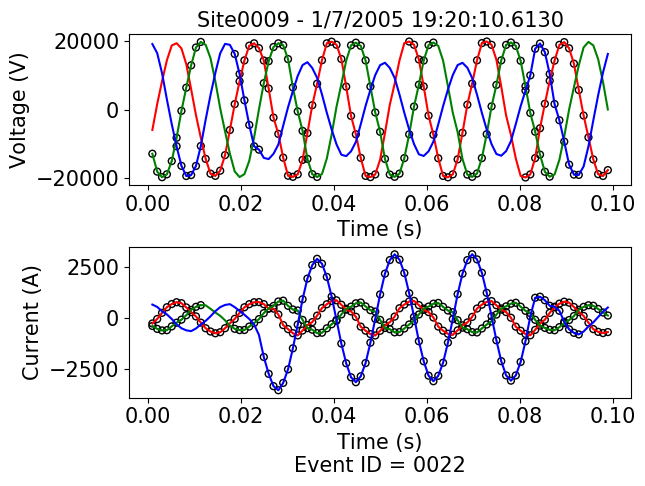 Site0009 - 1/7/2005 19:20:10.6130
20000
0
−20000
Voltage (V)
0.00 0.02 0.04 0.06 0.08 0.10
Time (s)
2500
0
−2500
Current (A)
0.00 0.02 0.04 0.06 0.08 0.10
Time (s)
Event ID = 0022